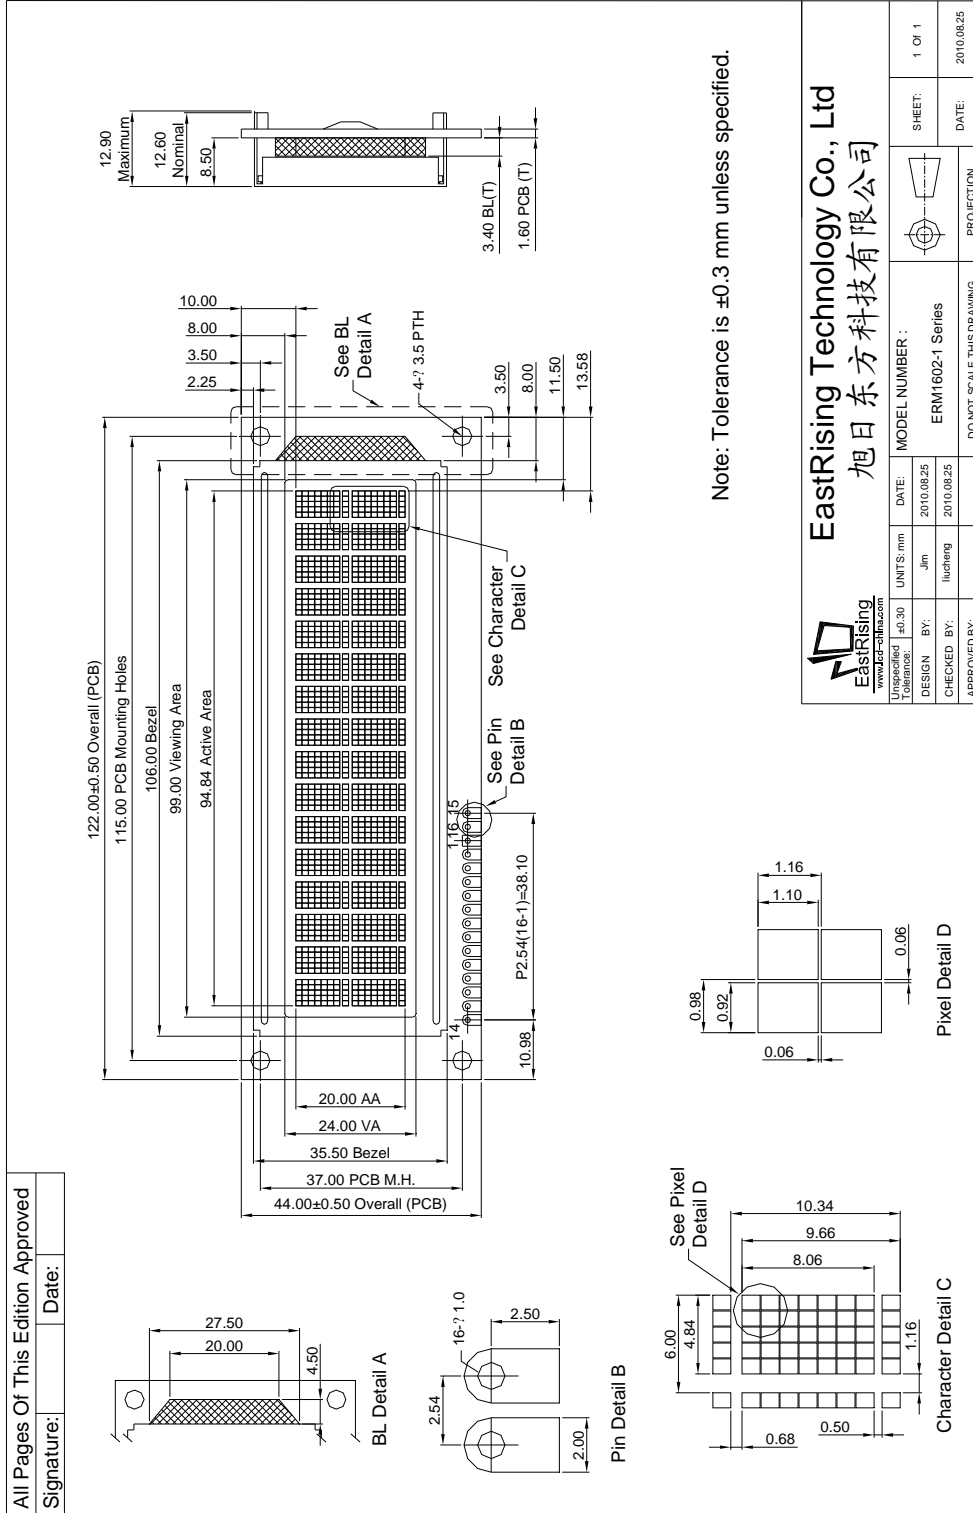 All Pages Of This Edition Approved
Signature:
Date:
12.90
Maximum
12.60
Nominal
8.50
3.40 BL(T)
1.60 PCB (T)
122.00±0.50 Overall (PCB)
115.00 PCB Mounting Holes
106.00 Bezel
99.00 Viewing Area
94.84 Active Area
10.00
8.00
3.50
2.25
See BL
Detail A
4-? 3.5 PTH
3.50
8.00
11.50
13.58
See Character
Detail C
See Pin
Detail B
14
1
16
15
P2.54(16-1)=38.10
10.98
20.00 AA
24.00 VA
35.50 Bezel
37.00 PCB M.H.
44.00±0.50 Overall (PCB)
27.50
20.00
4.50
BL Detail A
16-? 1.0
2.50
2.54
2.00
Pin Detail B
See Pixel
Detail D
10.34
9.66
8.06
6.00
4.84
1.16
0.68
0.50
Character Detail C
1.16
1.10
0.06
0.98
0.92
0.06
Pixel Detail D
Note: Tolerance is ±0.3 mm unless specified.
EastRising
www.lcd-china.com
EastRising Technology Co., Ltd
旭日东方科技有限公司
Unspecified
Tolerance:
±0.30
UNITS: mm
DATE:
MODEL NUMBER :
SHEET:
1 Of 1
DESIGN BY:
Jim
2010.08.25
ERM1602-1 Series
CHECKED BY:
liucheng
2010.08.25
DATE:
2010.08.25
APPROVED BY:
DO NOT SCALE THIS DRAWING
PROJECTION